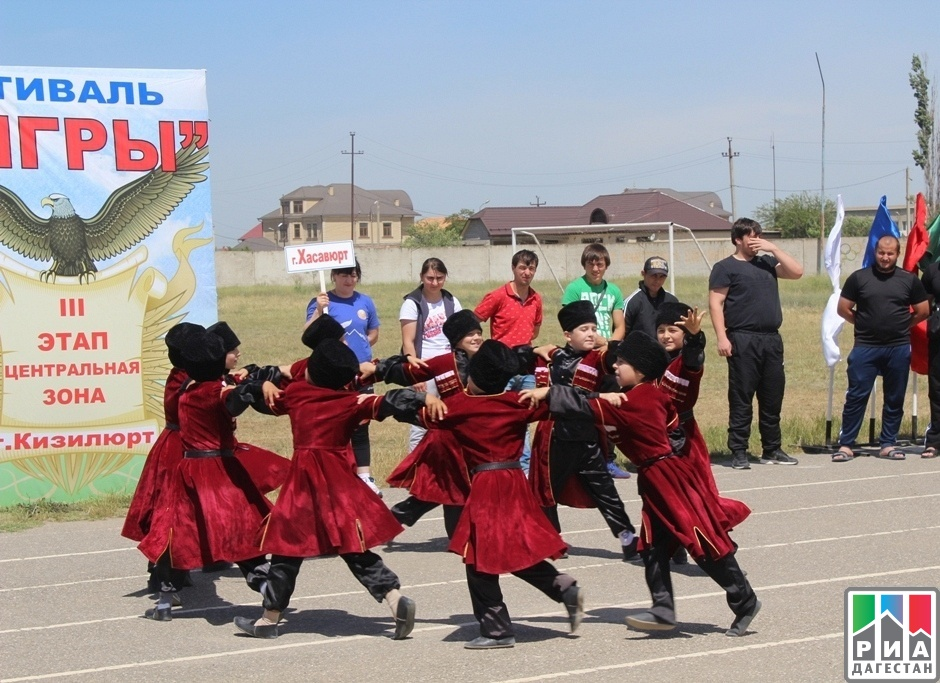 ТИВАЛЬ
ИГРЫ"
III
ЭТАП
ЦЕНТРАЛЬНАЯ
ЗОНА
г.Кизилюрт
г.Хасавюрт
РИА
ДАГЕСТАН